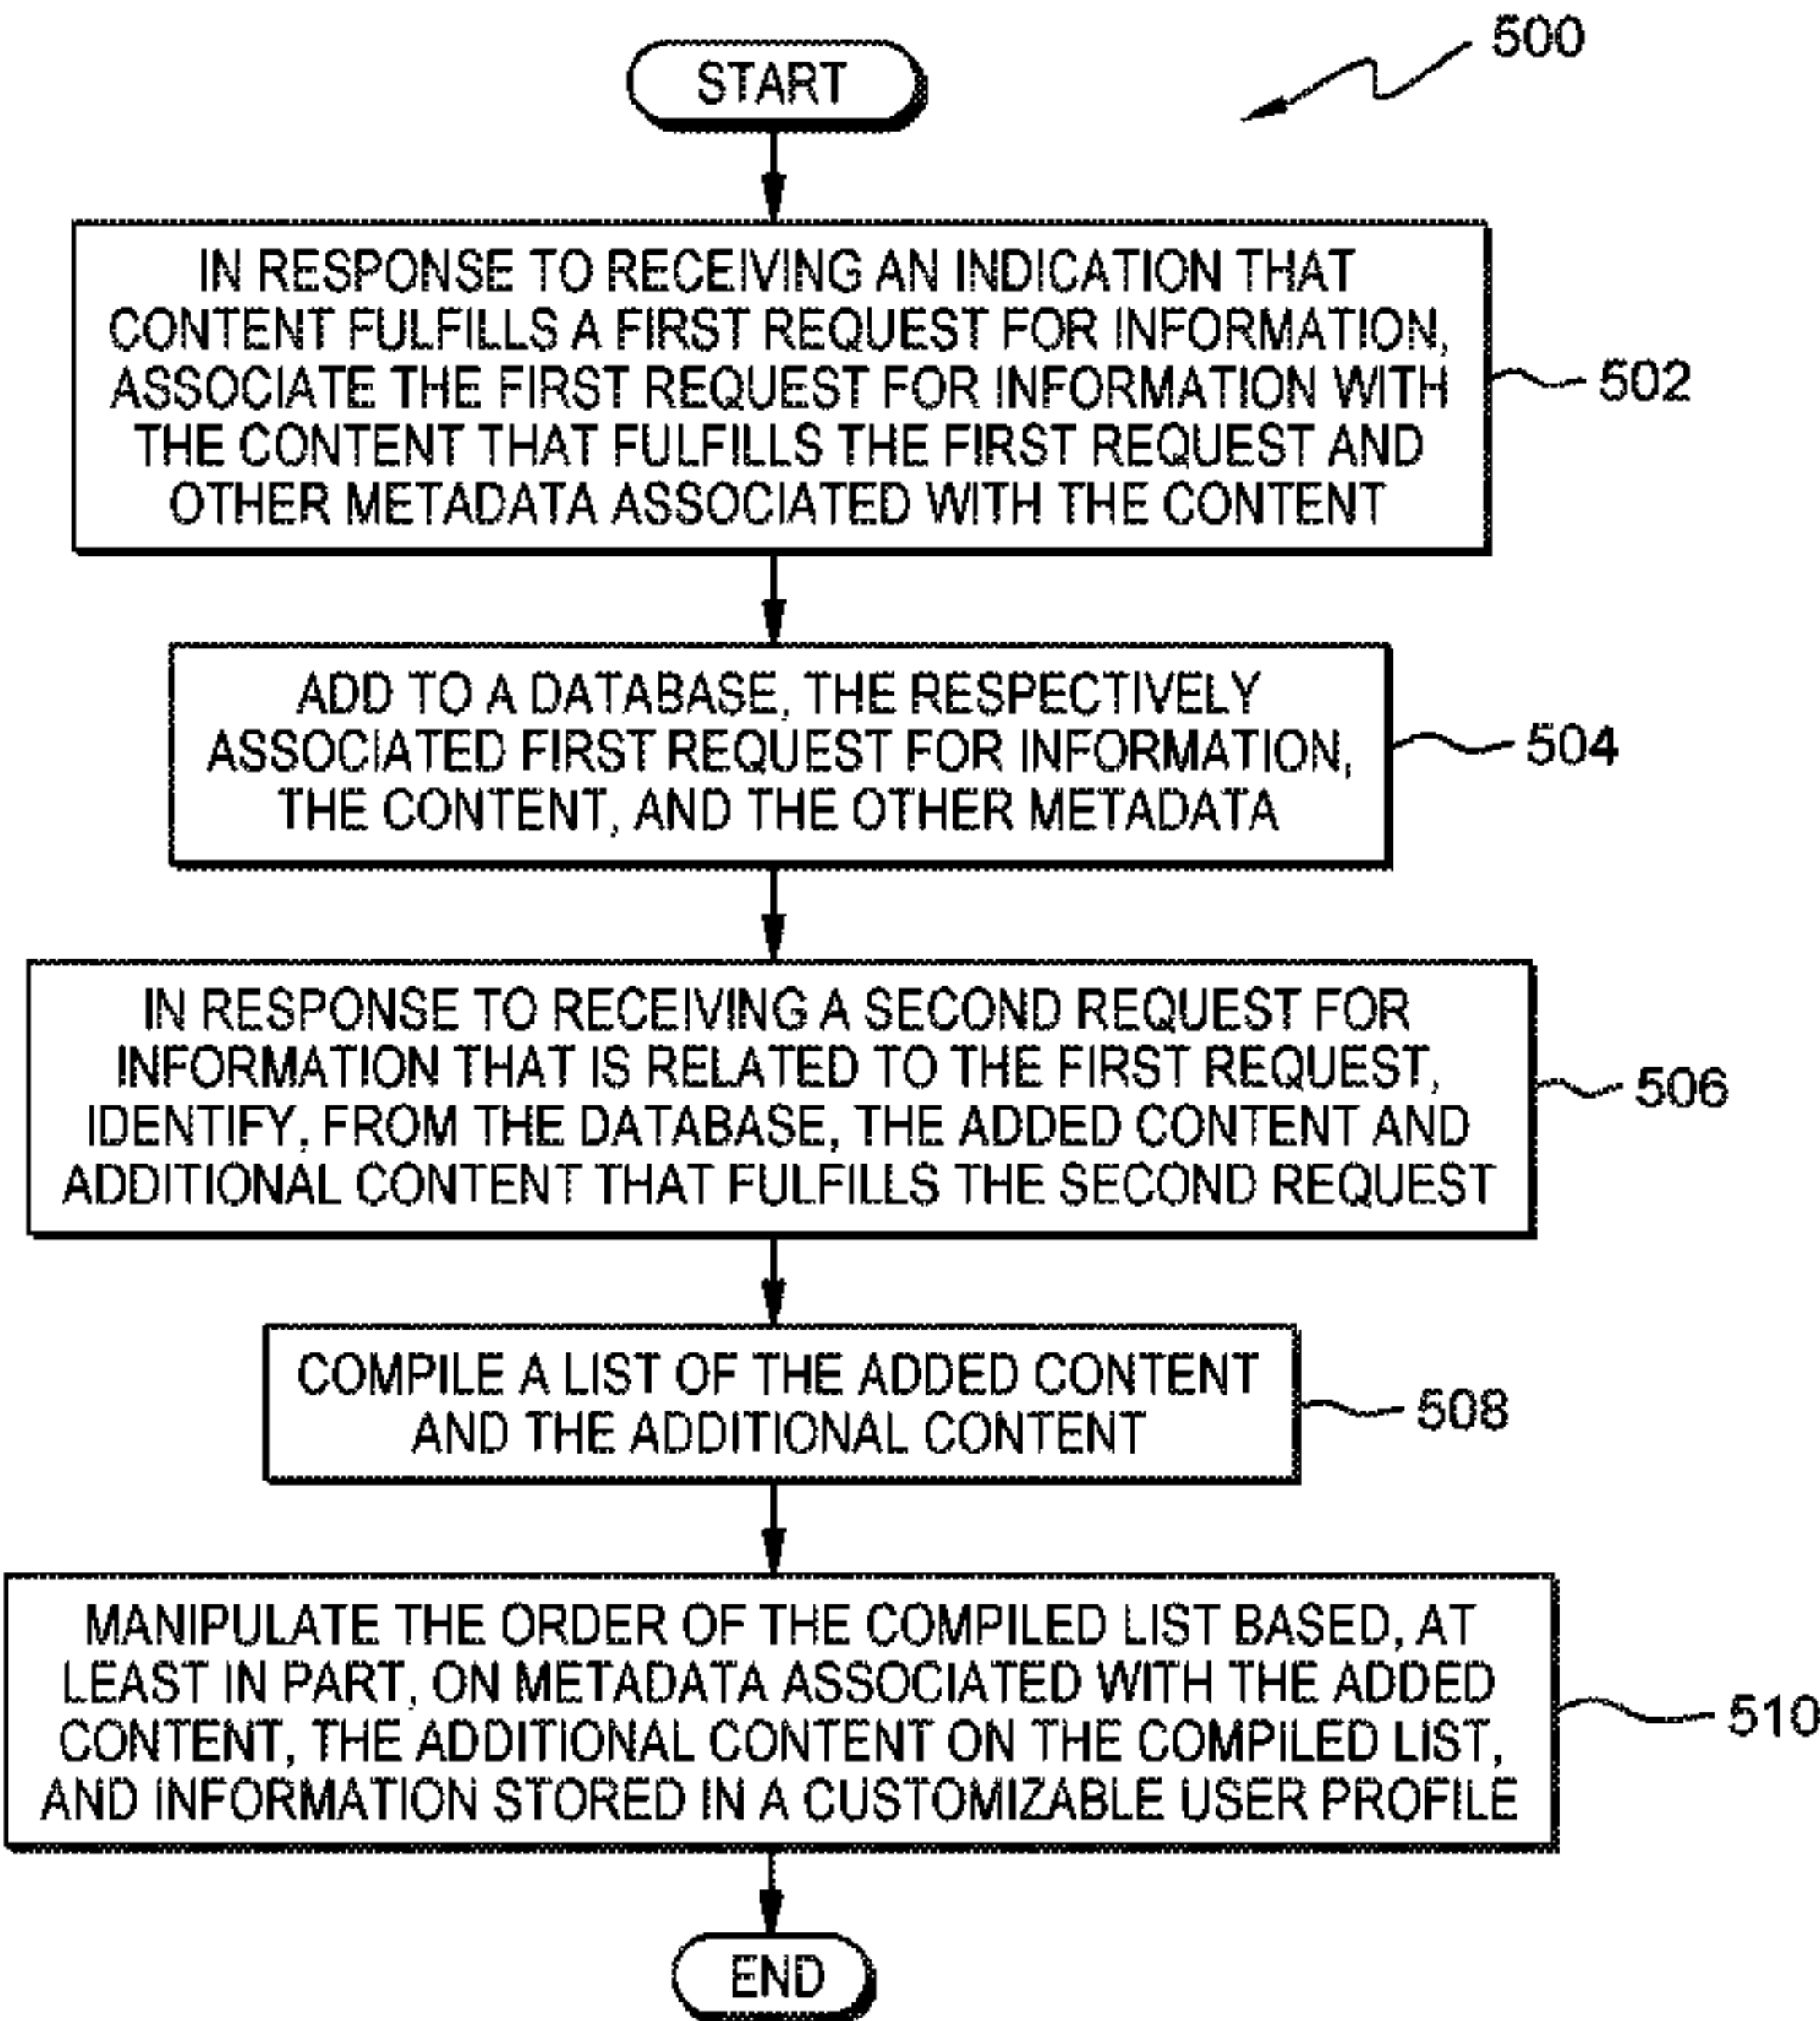 500
START
IN RESPONSE TO RECEIVING AN INDICATION THAT
CONTENT FULFILLS A FIRST REQUEST FOR INFORMATION,
ASSOCIATE THE FIRST REQUEST FOR INFORMATION WITH
THE CONTENT THAT FULFILLS THE FIRST REQUEST AND
OTHER METADATA ASSOCIATED WITH THE CONTENT
502
ADD TO A DATABASE, THE RESPECTIVELY
ASSOCIATED FIRST REQUEST FOR INFORMATION,
THE CONTENT, AND THE OTHER METADATA
504
IN RESPONSE TO RECEIVING A SECOND REQUEST FOR
INFORMATION THAT IS RELATED TO THE FIRST REQUEST,
IDENTIFY, FROM THE DATABASE, THE ADDED CONTENT AND
ADDITIONAL CONTENT THAT FULFILLS THE SECOND REQUEST
506
COMPILE A LIST OF THE ADDED CONTENT
AND THE ADDITIONAL CONTENT
508
MANIPULATE THE ORDER OF THE COMPILED LIST BASED, AT
LEAST IN PART, ON METADATA ASSOCIATED WITH THE ADDED
CONTENT, THE ADDITIONAL CONTENT ON THE COMPILED LIST,
AND INFORMATION STORED IN A CUSTOMIZABLE USER PROFILE
510
END